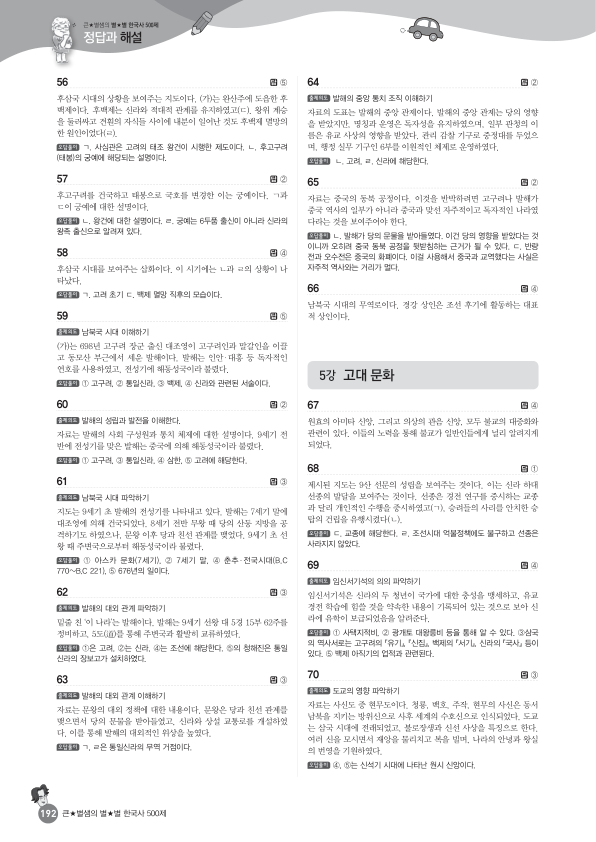 큰★별쌤의 별★별 한국사 500제
정답과 해설
56 답 ⑤
후삼국 시대의 상황을 보여주는 지도이다. (가)는 완산주에 도읍한 후
백제이다. 후백제는 신라와 적대적 관계를 유지하였고(ㄷ), 왕위 계승
을 둘러싸고 견훤의 자식들 사이에 내분이 일어난 것도 후백제 멸망의
한 원인이었다(ㄹ).
오답풀이 ㄱ. 사심관은 고려의 태조 왕건이 시행한 제도이다. ㄴ. 후고구려
(태봉)의 궁예에 해당되는 설명이다.
57 답 ②
후고구려를 건국하고 태봉으로 국호를 변경한 이는 궁예이다. ㄱ과
ㄷ이 궁예에 대한 설명이다.
오답풀이 ㄴ. 왕건에 대한 설명이다. ㄹ. 궁예는 6두품 출신이 아니라 신라의
왕족 출신으로 알려져 있다.
58 답 ④
후삼국 시대를 보여주는 삽화이다. 이 시기에는 ㄴ과 ㄹ의 상황이 나
타났다.
오답풀이 ㄱ. 고려 초기 ㄷ. 백제 멸망 직후의 모습이다.
59 답 ⑤
출제의도 남북국 시대 이해하기
(가)는 698년 고구려 장군 출신 대조영이 고구려인과 말갈인을 이끌
고 동모산 부근에서 세운 발해이다. 발해는 인안·대흥 등 독자적인
연호를 사용하였고, 전성기에 해동성국이라 불렸다.
오답풀이 ① 고구려, ② 통일신라, ③ 백제, ④ 신라와 관련된 서술이다.
60 답 ②
출제의도 발해의 성립과 발전을 이해한다.
자료는 발해의 사회 구성원과 통치 체제에 대한 설명이다. 9세기 전
반에 전성기를 맞은 발해는 중국에 의해 해동성국이라 불렸다.
오답풀이 ① 고구려, ③ 통일신라, ④ 삼한, ⑤ 고려에 해당한다.
61 답 ③
출제의도 남북국 시대 파악하기
지도는 9세기 초 발해의 전성기를 나타내고 있다. 발해는 7세기 말에
대조영에 의해 건국되었다. 8세기 전반 무왕 때 당의 산둥 지방을 공
격하기도 하였으나, 문왕 이후 당과 친선 관계를 맺었다. 9세기 초 선
왕 때 주변국으로부터 해동성국이라 불렸다.
오답풀이 ① 아스카 문화(7세기), ② 7세기 말, ④ 춘추·전국시대(B.C
770~B.C 221), ⑤ 676년의 일이다.
62 답 ③
출제의도 발해의 대외 관계 파악하기
밑줄 친 '이 나라'는 발해이다. 발해는 9세기 선왕 대 5경 15부 62주를
정비하고, 5도(道)를 통해 주변국과 활발히 교류하였다.
오답풀이 ①은 고려, ②는 신라, ④는 조선에 해당한다. ⑤의 청해진은 통일
신라의 장보고가 설치하였다.
63 답 ③
출제의도 발해의 대외 관계 이해하기
자료는 문왕의 대외 정책에 대한 내용이다. 문왕은 당과 친선 관계를
맺으면서 당의 문물을 받아들였고, 신라와 상설 교통로를 개설하였
다. 이를 통해 발해의 대외적인 위상을 높였다.
오답풀이 ㄱ, ㄹ은 통일신라의 무역 거점이다.
64 답 ②
출제의도 발해의 중앙 통치 조직 이해하기
자료의 도표는 발해의 중앙 관제이다. 발해의 중앙 관제는 당의 영향
을 받았지만, 명칭과 운영은 독자성을 유지하였으며, 일부 관청의 이
름은 유교 사상의 영향을 받았다. 관리 감찰 기구로 중정대를 두었으
며, 행정 실무 기구인 6부를 이원적인 체제로 운영하였다.
오답풀이 ㄴ. 고려, ㄹ. 신라에 해당한다.
65 답 ②
자료는 중국의 동북 공정이다. 이것을 반박하려면 고구려나 발해가
중국 역사의 일부가 아니라 중국과 맞선 자주적이고 독자적인 나라였
다라는 것을 보여주어야 한다.
오답풀이 ㄴ. 발해가 당의 문물을 받아들였다. 이건 당의 영향을 받았다는 것
이니까 오히려 중국 동북 공정을 뒷받침하는 근거가 될 수 있다. ㄷ. 반량
전과 오수전은 중국의 화폐이다. 이걸 사용해서 중국과 교역했다는 사실은
자주적 역사와는 거리가 멀다.
66 답 ④
남북국 시대의 무역로이다. 경강 상인은 조선 후기에 활동하는 대표
적 상인이다.
5강 고대 문화
67 답 ④
원효의 아미타 신앙, 그리고 의상의 관음 신앙, 모두 불교의 대중화와
관련이 있다. 이들의 노력을 통해 불교가 일반인들에게 널리 알려지게
되었다.
68 답 ①
제시된 지도는 9산 선문의 성립을 보여주는 것이다. 이는 신라 하대
선종의 발달을 보여주는 것이다. 선종은 경전 연구를 중시하는 교종
과 달리 개인적인 수행을 중시하였고(ㄱ), 승려들의 사리를 안치한 승
탑의 건립을 유행시켰다(ㄴ).
오답풀이 ㄷ. 교종에 해당한다. ㄹ. 조선시대 억불정책에도 불구하고 선종은
사라지지 않았다.
69 답 ④
출제의도 임신서기석의 의의 파악하기
임신서기석은 신라의 두 청년이 국가에 대한 충성을 맹세하고, 유교
경전 학습에 힘쓸 것을 약속한 내용이 기록되어 있는 것으로 보아 신
라에 유학이 보급되었음을 알려준다.
오답풀이 ① 사택지적비, ② 광개토 대왕릉비 등을 통해 알 수 있다. ③삼국
의 역사서로는 고구려의 『유기』, 『신집』, 백제의 『서기』, 신라의 『국사』 등이
있다. ⑤ 백제 아직기의 업적과 관련된다.
70 답 ③
출제의도 도교의 영향 파악하기
자료는 사신도 중 현무도이다. 청룡, 백호, 주작, 현무의 사신은 동서
남북을 지키는 방위신으로 사후 세계의 수호신으로 인식되었다. 도교
는 삼국 시대에 전래되었고, 불로장생과 신선 사상을 특징으로 한다.
여러 신을 모시면서 재앙을 물리치고 복을 빌며, 나라의 안녕과 왕실
의 번영을 기원하였다.
오답풀이 ④, ⑤는 신석기 시대에 나타난 원시 신앙이다.
192 큰★별쌤의 별★별 한국사 500제